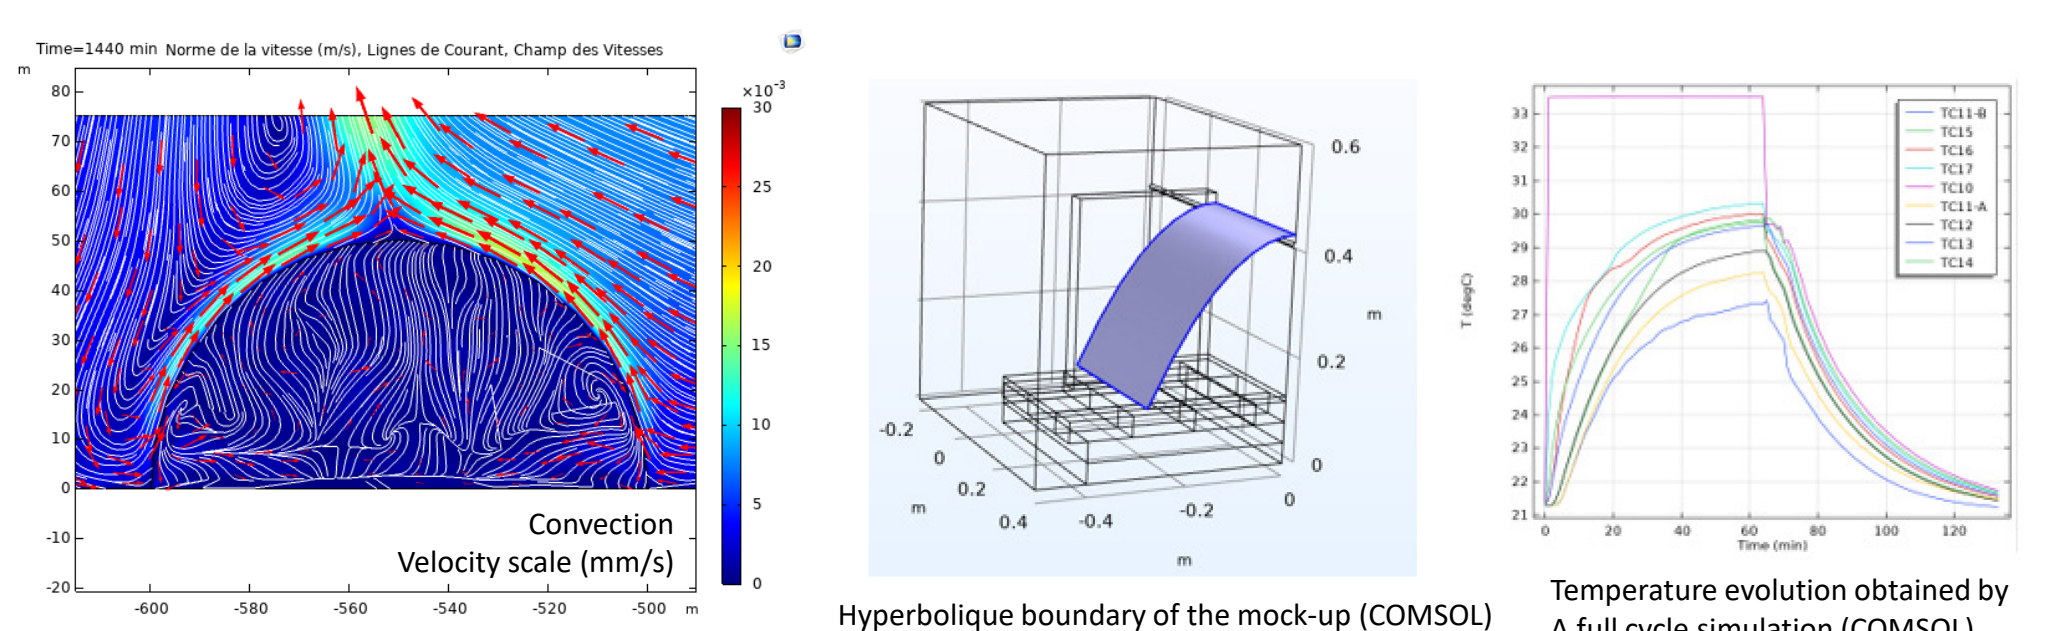 Time=1440 min Norme de la vitesse (m/s), Lignes de Courant, Champ des Vitesses
m
×10⁻³
80
70
60
50
40
30
20
10
0
-10
-20
30
25
20
15
10
5
0
Convection
Velocity scale (mm/s)
-600
-580
-560
-540
-520
-500
m
0.6
0.4
m
0.2
0
-0.2
0
0.2
m
0.4
-0.4
-0.2
0
m
Hyperbolique boundary of the mock-up (COMSOL)
33
32
31
30
29
28
27
26
25
24
23
22
21
T (degC)
TC11-B
TC15
TC16
TC17
TC10
TC11-A
TC12
TC13
TC14
0
20
40
60
80
100
120
Time (min)
Temperature evolution obtained by
A full cycle simulation (COMSOL)